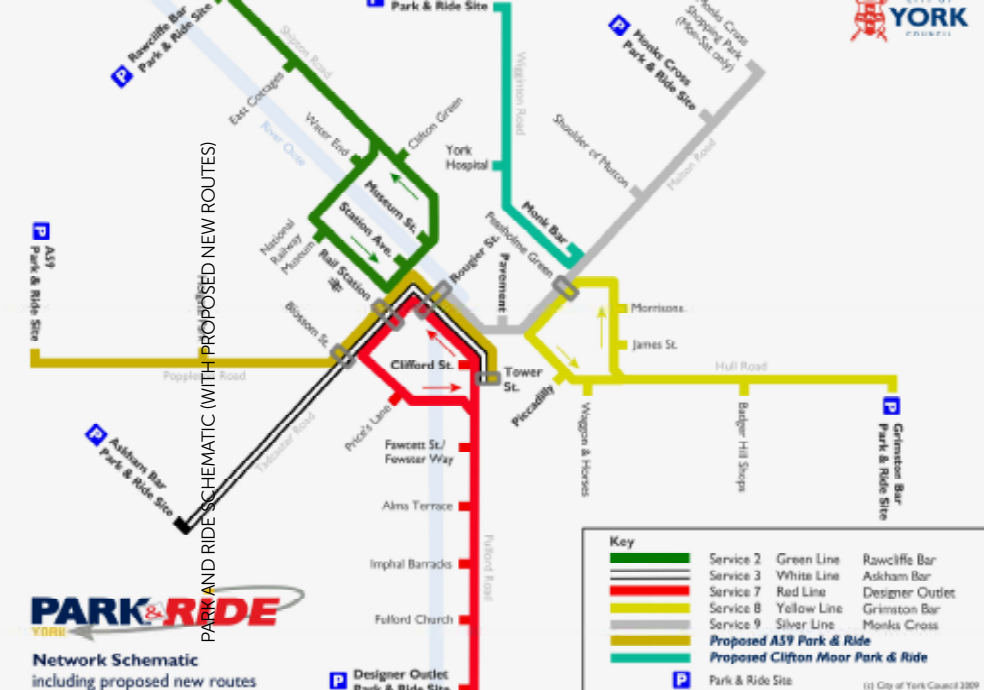 Rawcliffe Bar
Park & Ride Site
Park & Ride Site
Monks Cross
Shopping Park
(Mon-Sat only)
Monks Cross
Park & Ride Site
YORK
COUNCIL
Shipton Road
East Cottages
River Ouse
Water End
Clifton Green
Wigginton Road
York
Hospital
Shoulder of Mutton
Malton Road
Museum St.
Station Ave.
National
Railway
Museum
Rail Station
Monk Bar
Peasholme Green
Rougier St.
Pavement
A59
Park & Ride Site
Blossom St.
Poppleton Road
Clifford St.
Tower
St.
Piccadilly
Morrisons
James St.
Hull Road
Waggon & Horses
Badger Hill Shops
Grimston Bar
Park & Ride Site
Price's Lane
Tadcaster Road
Askham Bar
Park & Ride Site
Fawcett St./
Fewster Way
Alma Terrace
Imphal Barracks
Fulford Road
Fulford Church
Designer Outlet
Park & Ride Site
PARK AND RIDE SCHEMATIC (WITH PROPOSED NEW ROUTES)
PARK & RIDE
YORK
Network Schematic
including proposed new routes
Key
Service 2 Green Line Rawcliffe Bar
Service 3 White Line Askham Bar
Service 7 Red Line Designer Outlet
Service 8 Yellow Line Grimston Bar
Service 9 Silver Line Monks Cross
Proposed A59 Park & Ride
Proposed Clifton Moor Park & Ride
P Park & Ride Site
(c) City of York Council 2009